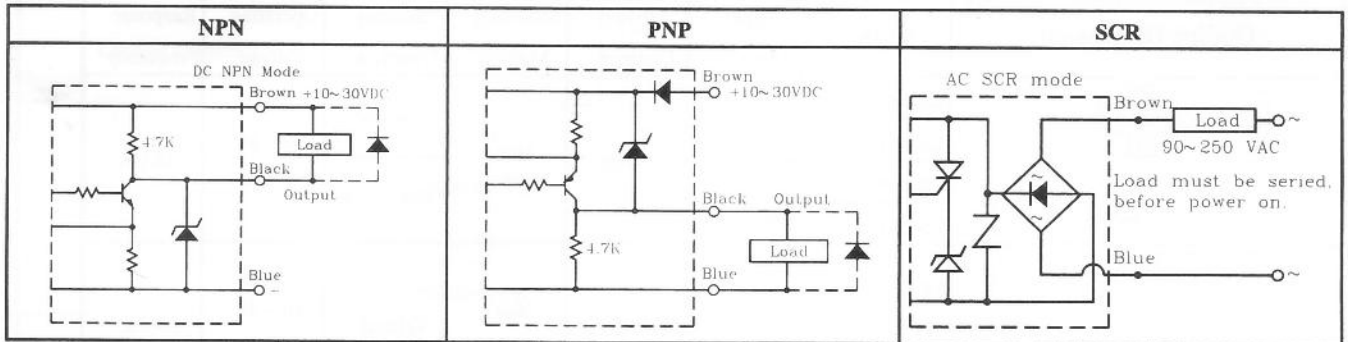 NPN
PNP
SCR
DC NPN Mode
Brown +10~30VDC
4.7K
Load
Black
Output
Blue
-
Brown
+10~30VDC
Black Output
4.7K
Load
Blue
AC SCR mode
Brown
Load ~
90~250 VAC
~
Load must be seried,
before power on.
~
Blue
~